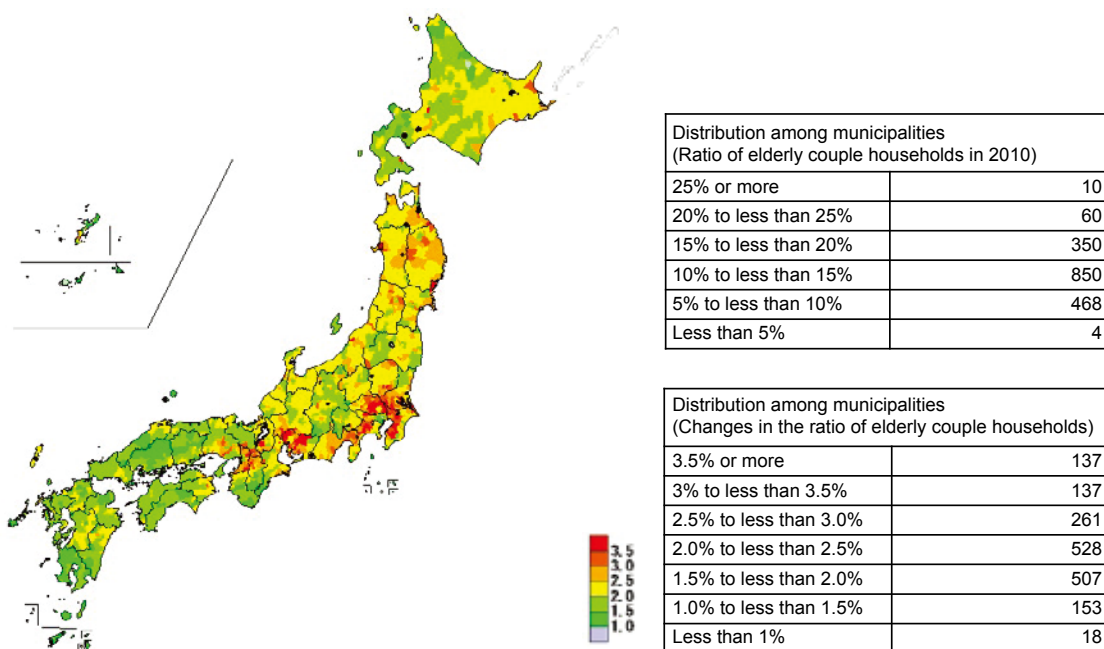 Distribution among municipalities
(Ratio of elderly couple households in 2010)
25% or more 10
20% to less than 25% 60
15% to less than 20% 350
10% to less than 15% 850
5% to less than 10% 468
Less than 5% 4
Distribution among municipalities
(Changes in the ratio of elderly couple households)
3.5% or more 137
3% to less than 3.5% 137
2.5% to less than 3.0% 261
2.0% to less than 2.5% 528
1.5% to less than 2.0% 507
1.0% to less than 1.5% 153
Less than 1% 18
3.5
3.0
2.5
2.0
1.5
1.0